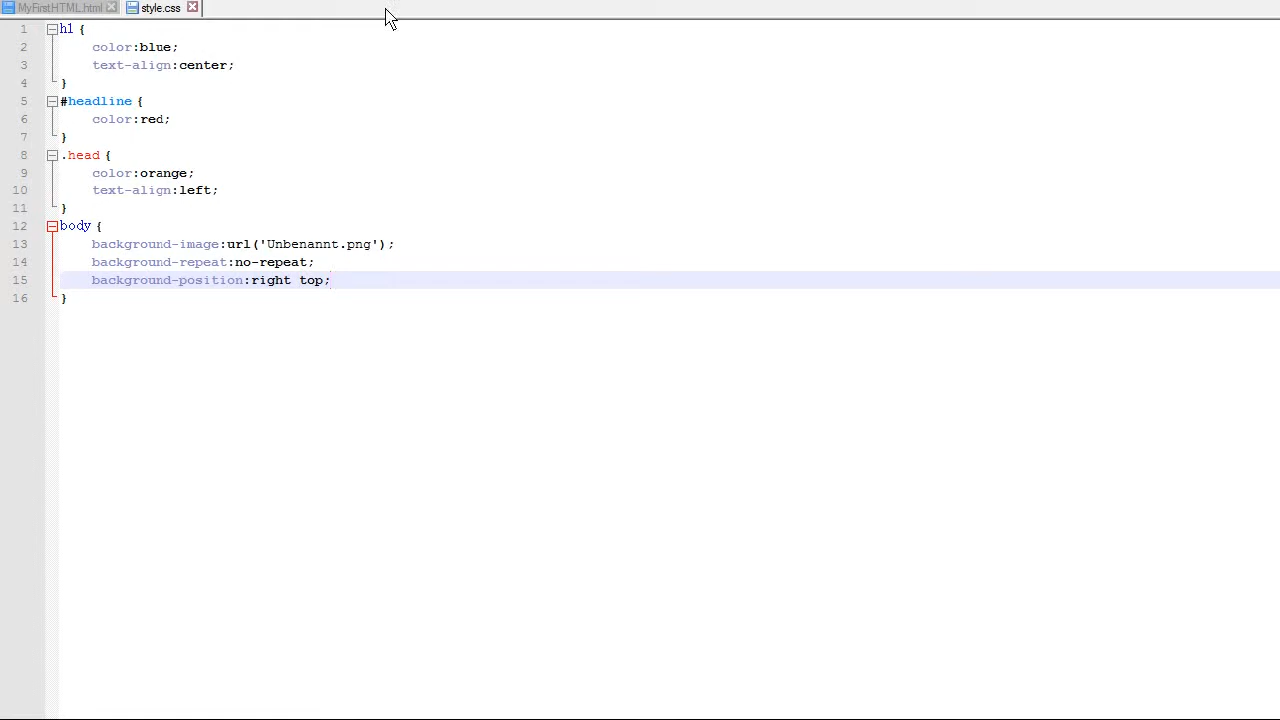 MyFirstHTML.html style.css
1 h1 {
2 color:blue;
3 text-align:center;
4 }
5 #headline {
6 color:red;
7 }
8 .head {
9 color:orange;
10 text-align:left;
11 }
12 body {
13 background-image:url('Unbenannt.png');
14 background-repeat:no-repeat;
15 background-position:right top;
16 }